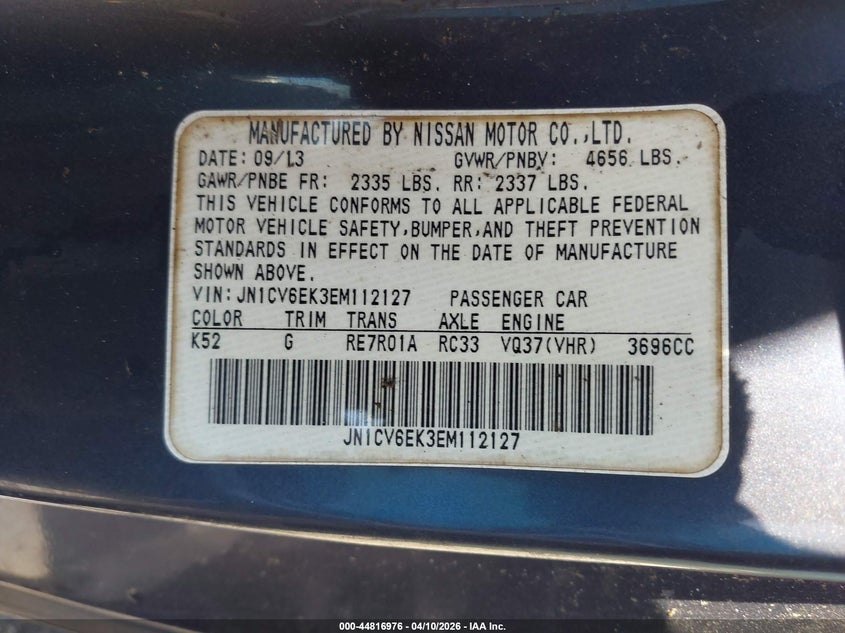 MANUFACTURED BY NISSAN MOTOR CO.,LTD.
DATE: 09/13 GVWR/PNBV: 4656 LBS.
GAWR/PNBE FR: 2335 LBS. RR: 2337 LBS.
THIS VEHICLE CONFORMS TO ALL APPLICABLE FEDERAL
MOTOR VEHICLE SAFETY,BUMPER,AND THEFT PREVENTION
STANDARDS IN EFFECT ON THE DATE OF MANUFACTURE
SHOWN ABOVE.
VIN:JN1CV6EK3EM112127 PASSENGER CAR
COLOR TRIM TRANS AXLE ENGINE
K52 G RE7R01A RC33 VQ37(VHR) 3696CC
JN1CV6EK3EM112127
000-44816976 - 04/10/2026 - IAA Inc.